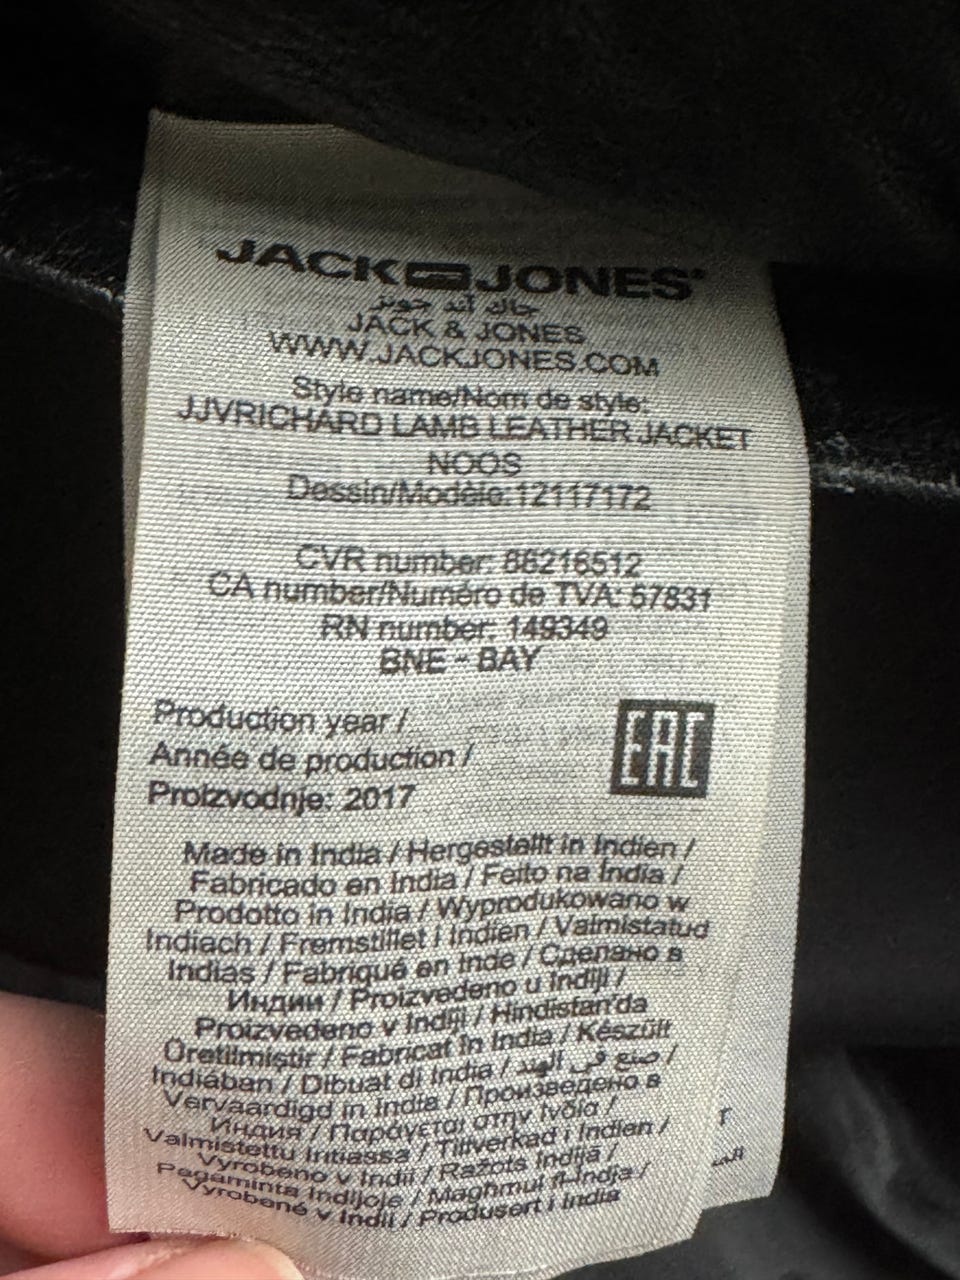 JACK JONES®
جاك آند جونز
JACK & JONES
WWW.JACKJONES.COM
Style name/Nom de style:
JJVRICHARD LAMB LEATHER JACKET
NOOS
Dessin/Modèle:12117172
CVR number: 88216512
CA number/Numéro de TVA: 57831
RN number: 149349
BNE - BAY
Production year /
Année de production /
Proizvodnje: 2017
EAC
Made in India / Hergestellt in Indien /
Fabricado en India / Feito na Índia /
Prodotto in India / Wyprodukowano w
Indiach / Fremstillet i Indien / Valmistatud
Indias / Fabriqué en Inde / Сделано в
Индии / Proizvedeno u Indiji /
Proizvedeno v Indiji / Hindistan'da
Üretilmiştir / Fabricat în India / Készült
Indiában / Dibuat di India / صنع في الهند /
Vervaardigd in India / Произведено в
Индия / Παράγεται στην Ινδία /
Valmistettu Intiassa / Tillverkad i Indien /
Vyrobeno v Indii / Ražots Indijā /
Pagaminta Indijoje / Magħmul fl-Indja /
Vyrobené v Indii / Produsert i India